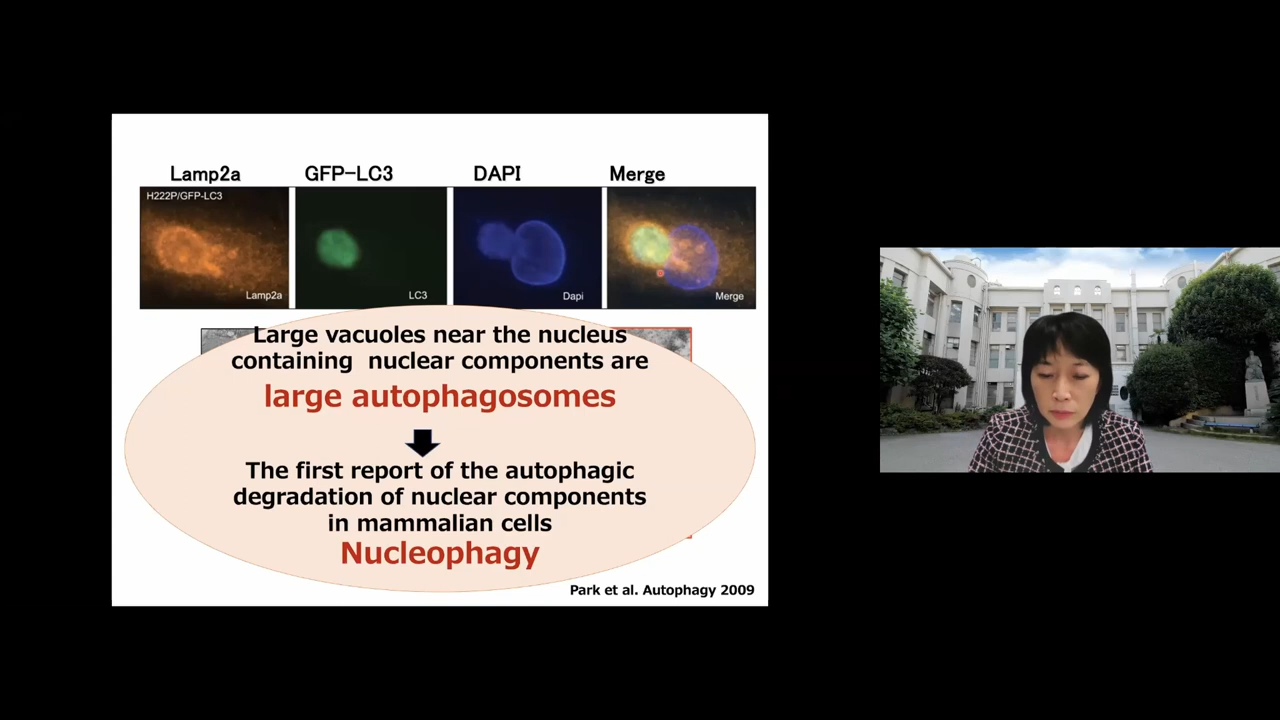 Lamp2a GFP-LC3 DAPI Merge
H222P/GFP-LC3
Lamp2a LC3 Dapi Merge
Large vacuoles near the nucleus
containing nuclear components are
large autophagosomes
The first report of the autophagic
degradation of nuclear components
in mammalian cells
Nucleophagy
Park et al. Autophagy 2009